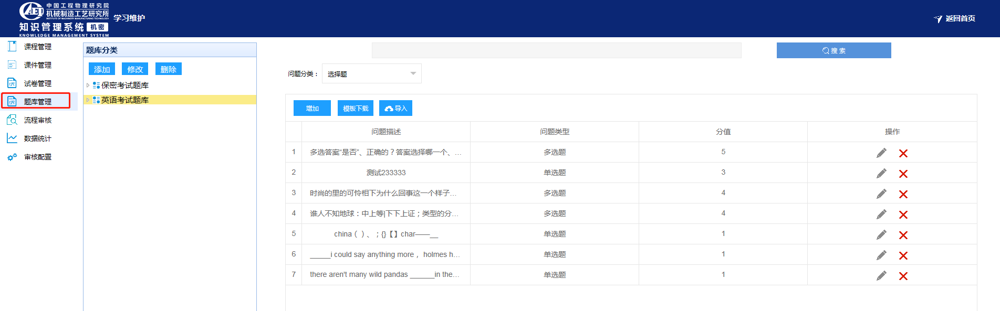 中国工程物理研究院
机械制造工艺研究所
INSTITUTE OF MACHINERY MANUFACTURING TECHNOLOGY
知识管理系统 机密
KNOWLEDGE MANAGEMENT SYSTEM
学习维护
返回首页
课程管理
课件管理
试卷管理
题库管理
流程审核
数据统计
审核配置
题库分类
添加 修改 删除
保密考试题库
英语考试题库
搜 索
问题分类： 选择题
增加 模板下载 导入
问题描述 问题类型 分值 操作
1 多选答案“是否”、正确的？答案选择哪一个、... 多选题 5
2 测试233333 单选题 3
3 时尚的里的可怜相下为什么回事这一个样子... 多选题 4
4 谁人不知地球：中上等|下下上证；类型的分... 多选题 4
5 china（）、；{}【】char——__ 单选题 1
6 _____i could say anything more， holmes h... 单选题 1
7 there aren't many wild pandas ______in the... 单选题 1